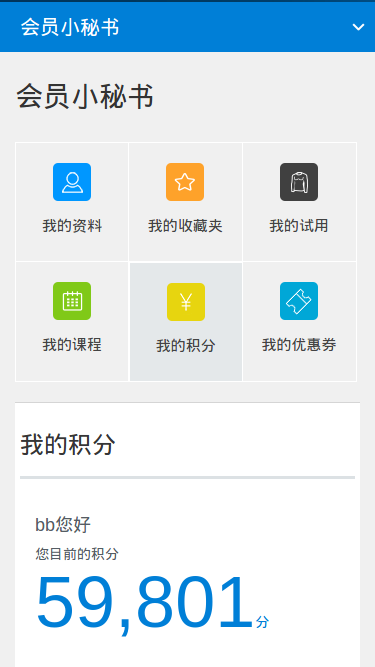 会员小秘书
会员小秘书
我的资料 我的收藏夹 我的试用
¥
我的课程 我的积分 我的优惠券
我的积分
bb您好
您目前的积分
59,801分